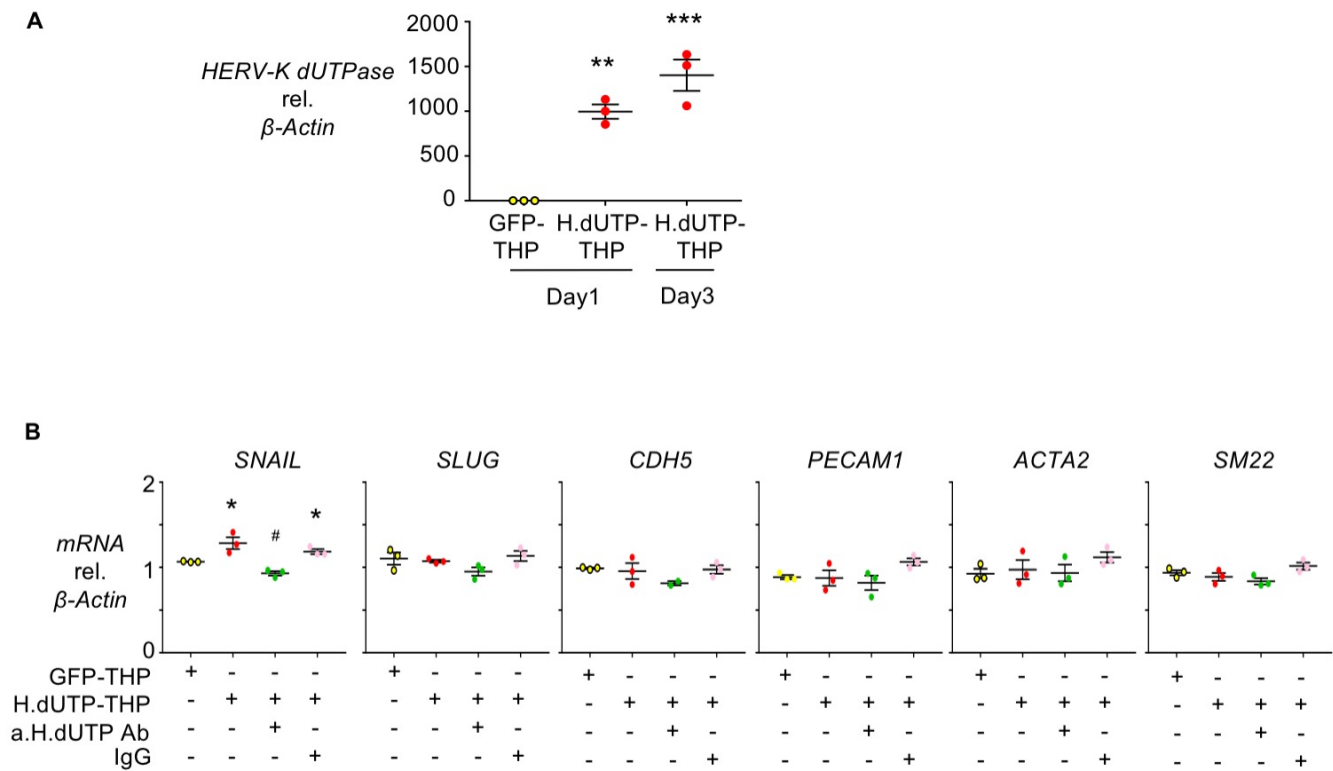 A
2000
***
1500
**
HERV-K dUTPase
rel.
β-Actin
1000
500
0
GFP- H.dUTP- H.dUTP-
THP THP THP
Day1 Day3
B
SNAIL SLUG CDH5 PECAM1 ACTA2 SM22
2
* # *
mRNA
rel.
β-Actin
1
0
GFP-THP + - - - + - - - + - - - + - - - + - - - + - - -
H.dUTP-THP - + + + - + + + - + + + - + + + - + + + - + + +
a.H.dUTP Ab - - + - - - + - - - + - - - + - - - + - - - + -
IgG - - - + - - - + - - - + - - - + - - - + - - - +